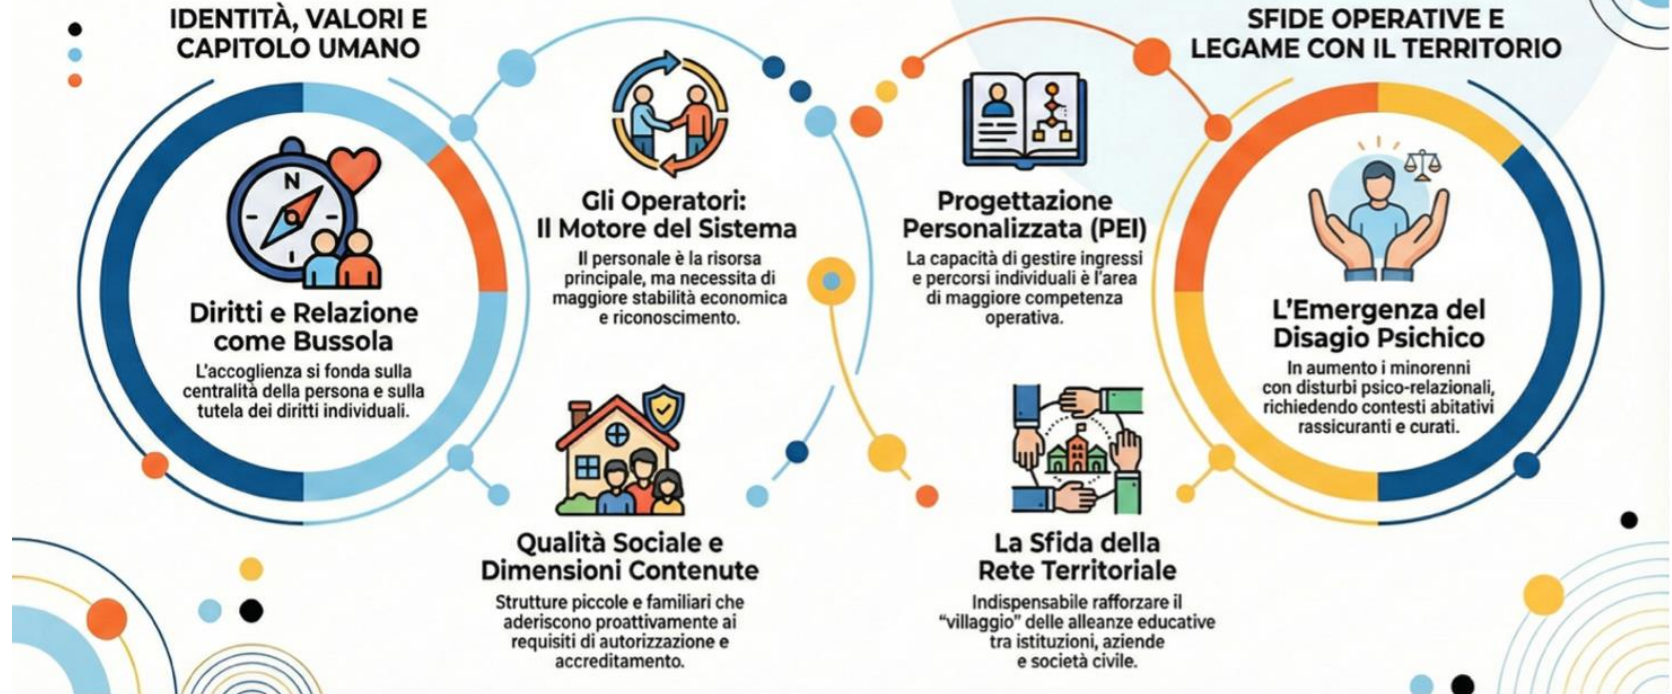 IDENTITÀ, VALORI E
CAPITOLO UMANO
N
Diritti e Relazione
come Bussola
L'accoglienza si fonda sulla
centralità della persona e sulla
tutela dei diritti individuali.
Gli Operatori:
Il Motore del Sistema
Il personale è la risorsa
principale, ma necessita di
maggiore stabilità economica
e riconoscimento.
Qualità Sociale e
Dimensioni Contenute
Strutture piccole e familiari che
aderiscono proattivamente ai
requisiti di autorizzazione e
accreditamento.
SFIDE OPERATIVE E
LEGAME CON IL TERRITORIO
Progettazione
Personalizzata (PEI)
La capacità di gestire ingressi
e percorsi individuali è l'area
di maggiore competenza
operativa.
La Sfida della
Rete Territoriale
Indispensabile rafforzare il
“villaggio” delle alleanze educative
tra istituzioni, aziende
e società civile.
L'Emergenza del
Disagio Psichico
In aumento i minorenni
con disturbi psico-relazionali,
richiedendo contesti abitativi
rassicuranti e curati.